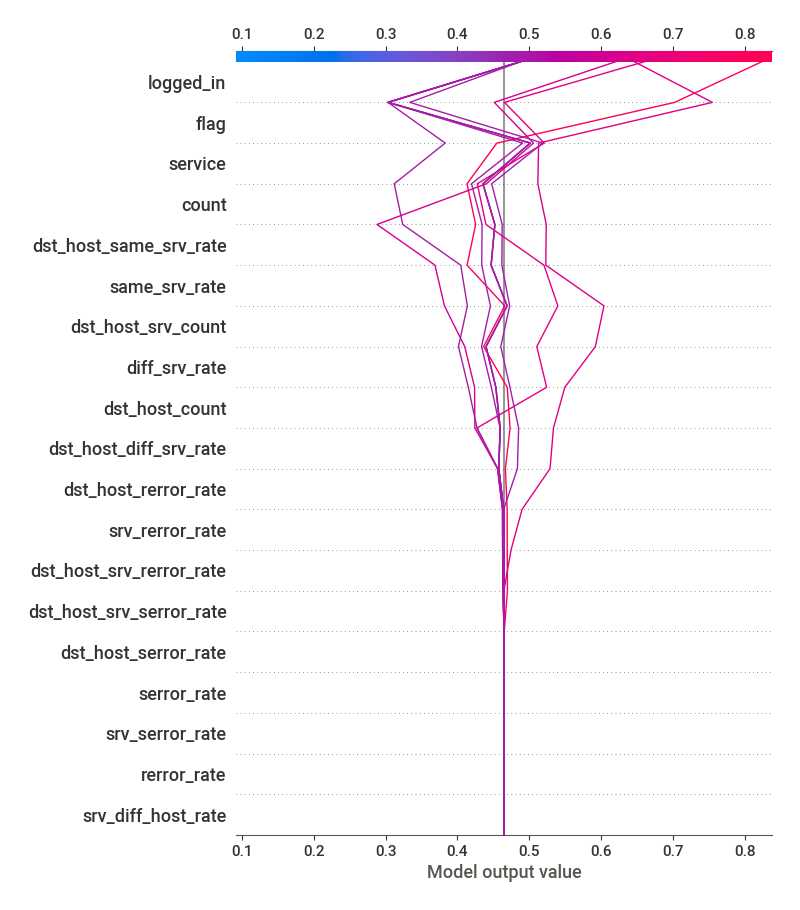 0.1 0.2 0.3 0.4 0.5 0.6 0.7 0.8
logged_in
flag
service
count
dst_host_same_srv_rate
same_srv_rate
dst_host_srv_count
diff_srv_rate
dst_host_count
dst_host_diff_srv_rate
dst_host_rerror_rate
srv_rerror_rate
dst_host_srv_rerror_rate
dst_host_srv_serror_rate
dst_host_serror_rate
serror_rate
srv_serror_rate
rerror_rate
srv_diff_host_rate
0.1 0.2 0.3 0.4 0.5 0.6 0.7 0.8
Model output value